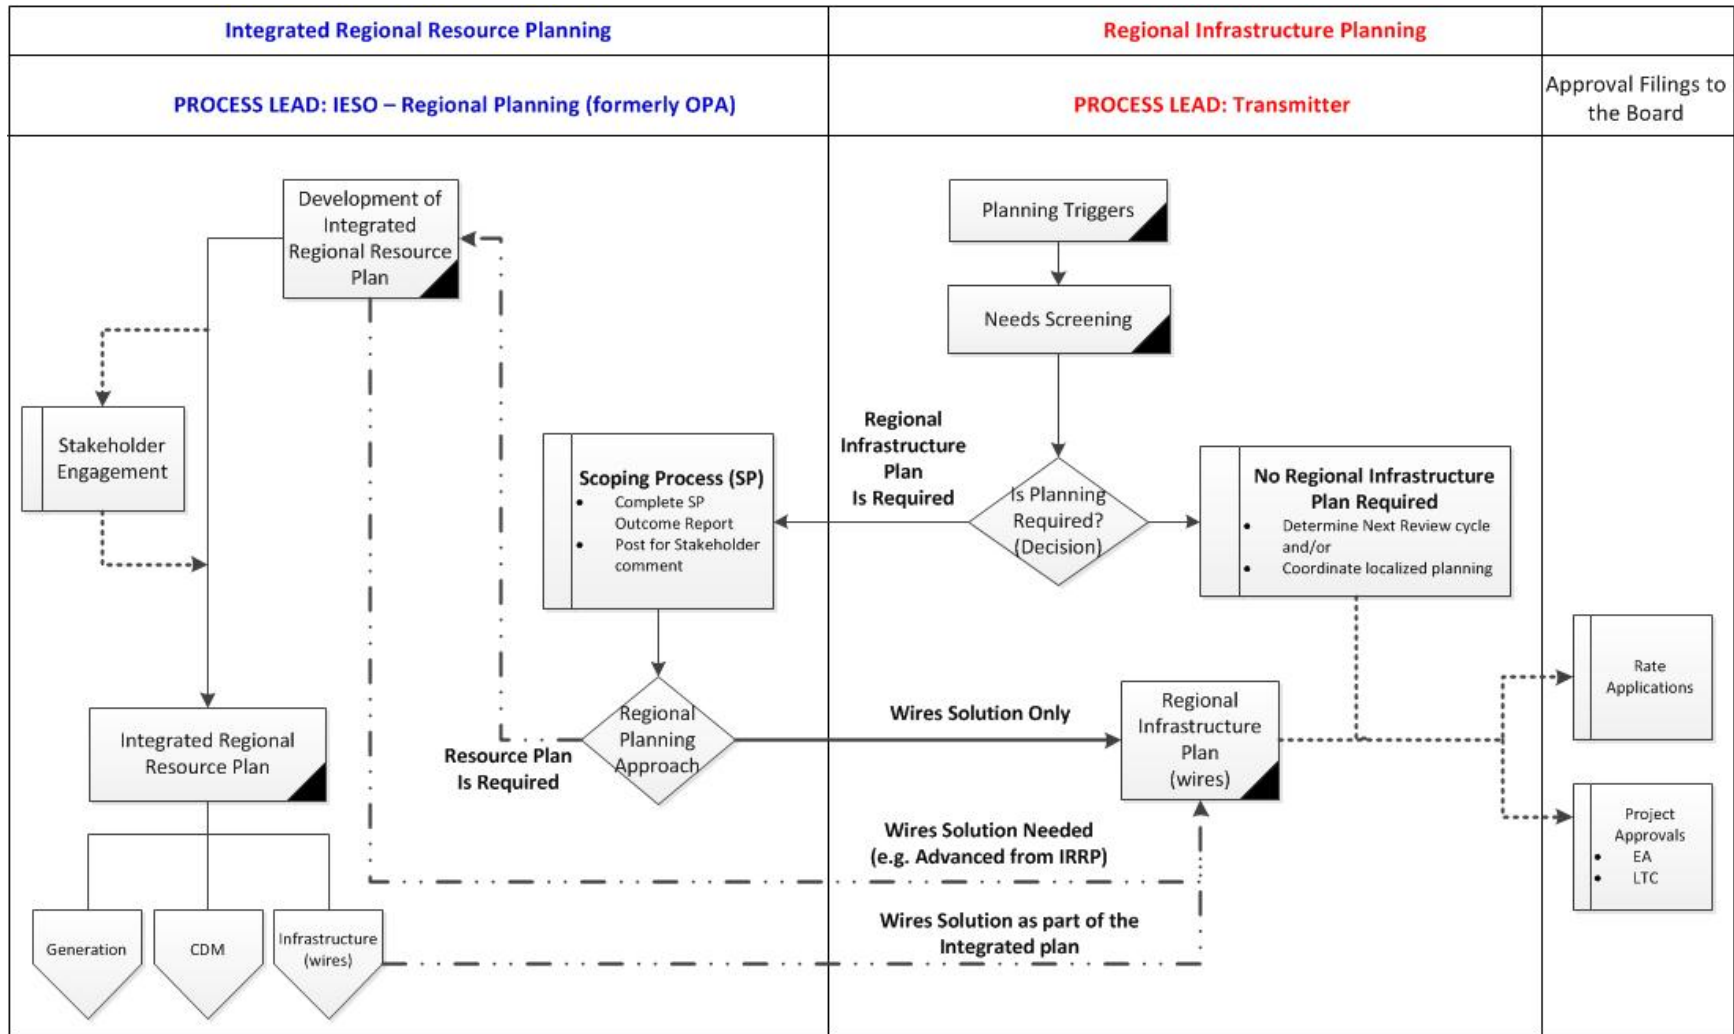 Integrated Regional Resource Planning
Regional Infrastructure Planning
PROCESS LEAD: IESO – Regional Planning (formerly OPA)
PROCESS LEAD: Transmitter
Approval Filings to
the Board
Development of
Integrated
Regional Resource
Plan
Planning Triggers
Needs Screening
Stakeholder
Engagement
Scoping Process (SP)
• Complete SP
Outcome Report
• Post for Stakeholder
comment
Regional
Infrastructure
Plan
Is Required
Is Planning
Required?
(Decision)
No Regional Infrastructure
Plan Required
• Determine Next Review cycle
and/or
• Coordinate localized planning
Integrated Regional
Resource Plan
Resource Plan
Is Required
Regional
Planning
Approach
Wires Solution Only
Regional
Infrastructure
Plan
(wires)
Rate
Applications
Wires Solution Needed
(e.g. Advanced from IRRP)
Project
Approvals
• EA
• LTC
Generation
CDM
Infrastructure
(wires)
Wires Solution as part of the
Integrated plan